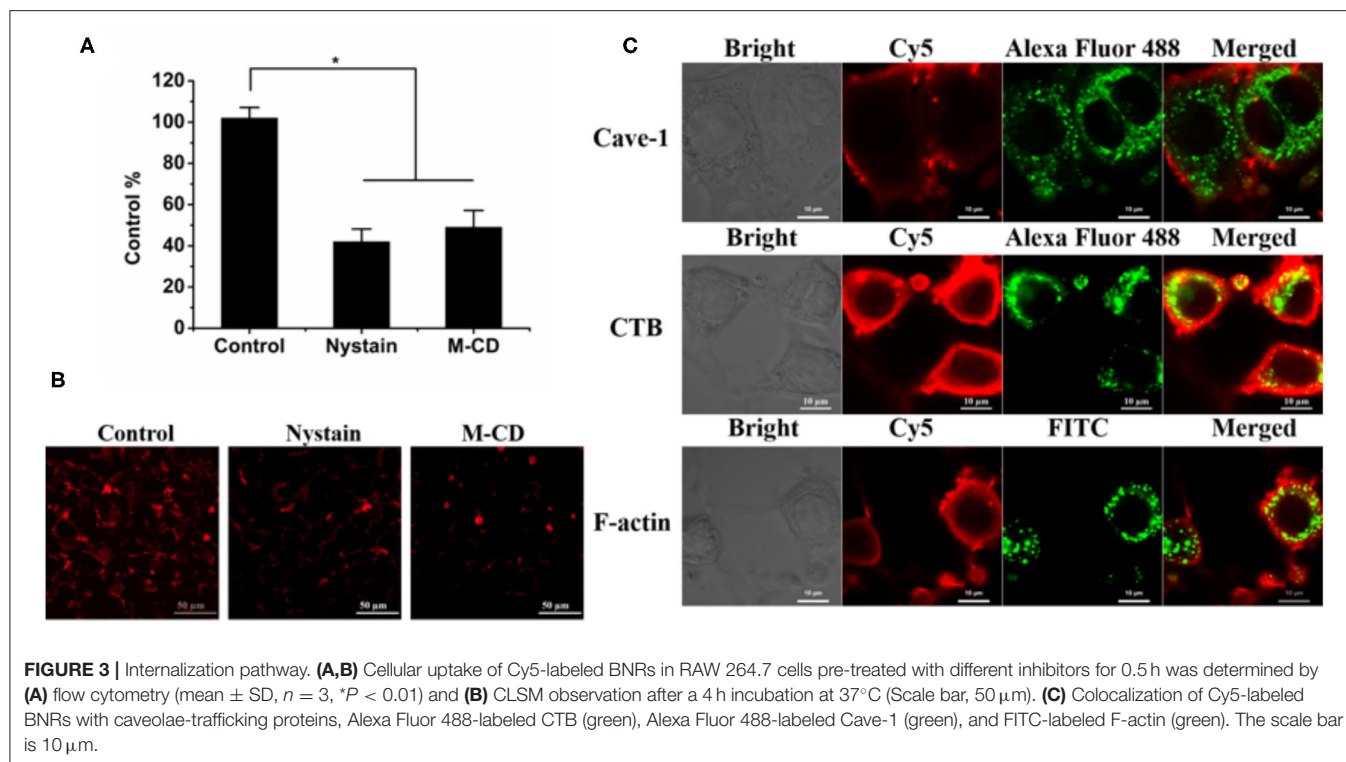 A
*
Control %
120
100
80
60
40
20
0
Control Nystain M-CD
B
Control Nystain M-CD
50 μm 50 μm 50 μm
C
Bright Cy5 Alexa Fluor 488 Merged
Cave-1
10 μm 10 μm 10 μm 10 μm
Bright Cy5 Alexa Fluor 488 Merged
CTB
10 μm 10 μm 10 μm 10 μm
Bright Cy5 FITC Merged
F-actin
10 μm 10 μm 10 μm 10 μm
FIGURE 3 | Internalization pathway. (A,B) Cellular uptake of Cy5-labeled BNRs in RAW 264.7 cells pre-treated with different inhibitors for 0.5 h was determined by
(A) flow cytometry (mean ± SD, n = 3, *P < 0.01) and (B) CLSM observation after a 4 h incubation at 37°C (Scale bar, 50 μm). (C) Colocalization of Cy5-labeled
BNRs with caveolae-trafficking proteins, Alexa Fluor 488-labeled CTB (green), Alexa Fluor 488-labeled Cave-1 (green), and FITC-labeled F-actin (green). The scale bar
is 10 μm.